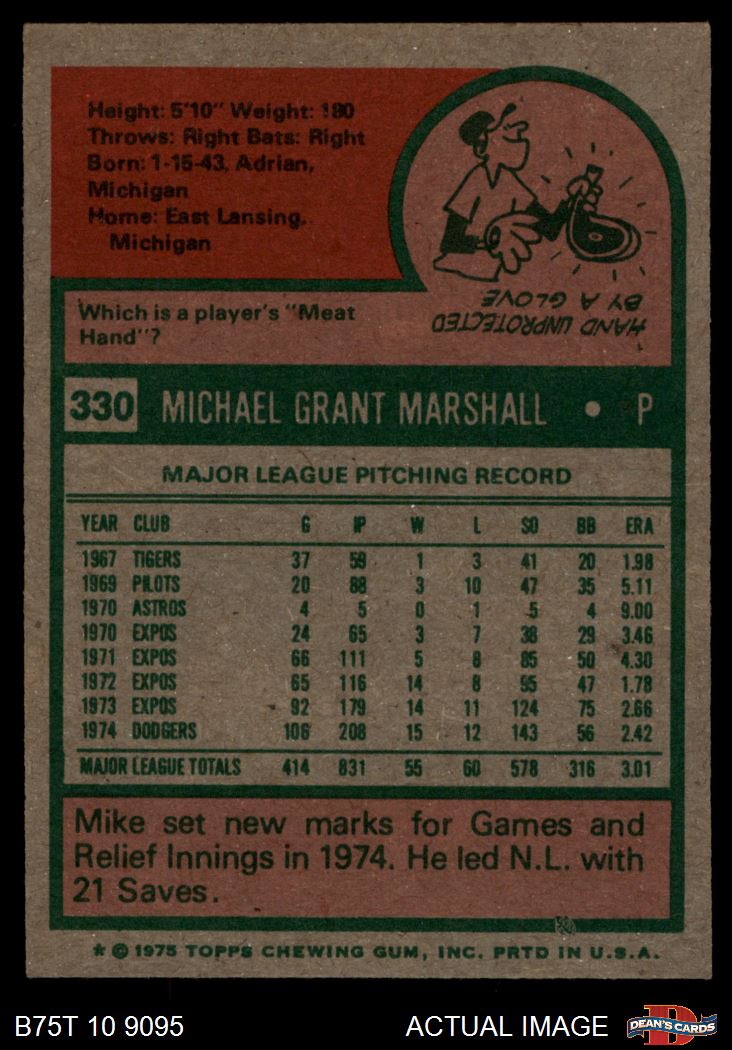 Height: 5'10" Weight: 180
Throws: Right Bats: Right
Born: 1-15-43, Adrian,
Michigan
Home: East Lansing,
Michigan
Which is a player's "Meat
Hand"?
HAND UNPROTECTED
BY A GLOVE
330 MICHAEL GRANT MARSHALL • P
MAJOR LEAGUE PITCHING RECORD
YEAR CLUB G IP W L SO BB ERA
1967 TIGERS 37 59 1 3 41 20 1.98
1969 PILOTS 20 88 3 10 47 35 5.11
1970 ASTROS 4 5 0 1 5 4 9.00
1970 EXPOS 24 65 3 7 38 29 3.46
1971 EXPOS 66 111 5 8 85 50 4.30
1972 EXPOS 65 116 14 8 95 47 1.78
1973 EXPOS 92 179 14 11 124 75 2.66
1974 DODGERS 106 208 15 12 143 56 2.42
MAJOR LEAGUE TOTALS 414 831 55 60 578 316 3.01
Mike set new marks for Games and
Relief Innings in 1974. He led N.L. with
21 Saves.
* © 1975 TOPPS CHEWING GUM, INC. PRTD IN U.S.A.
B75T 10 9095 ACTUAL IMAGE DEAN'S CARDS